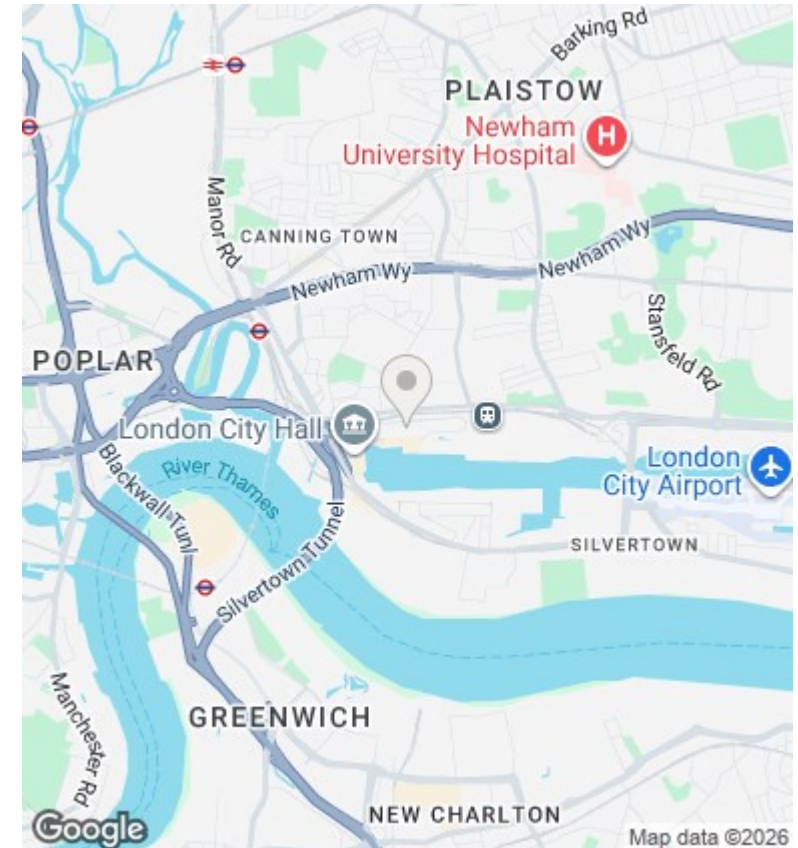 Barking Rd
PLAISTOW
Newham
University Hospital
H
Manor Rd
CANNING TOWN
Newham Wy
Newham Wy
Stansfeld Rd
POPLAR
London City Hall
London
City Airport
River Thames
Blackwall Tunl
Silvertown Tunnel
SILVERTOWN
Manchester Rd
GREENWICH
NEW CHARLTON
Google
Map data ©2026